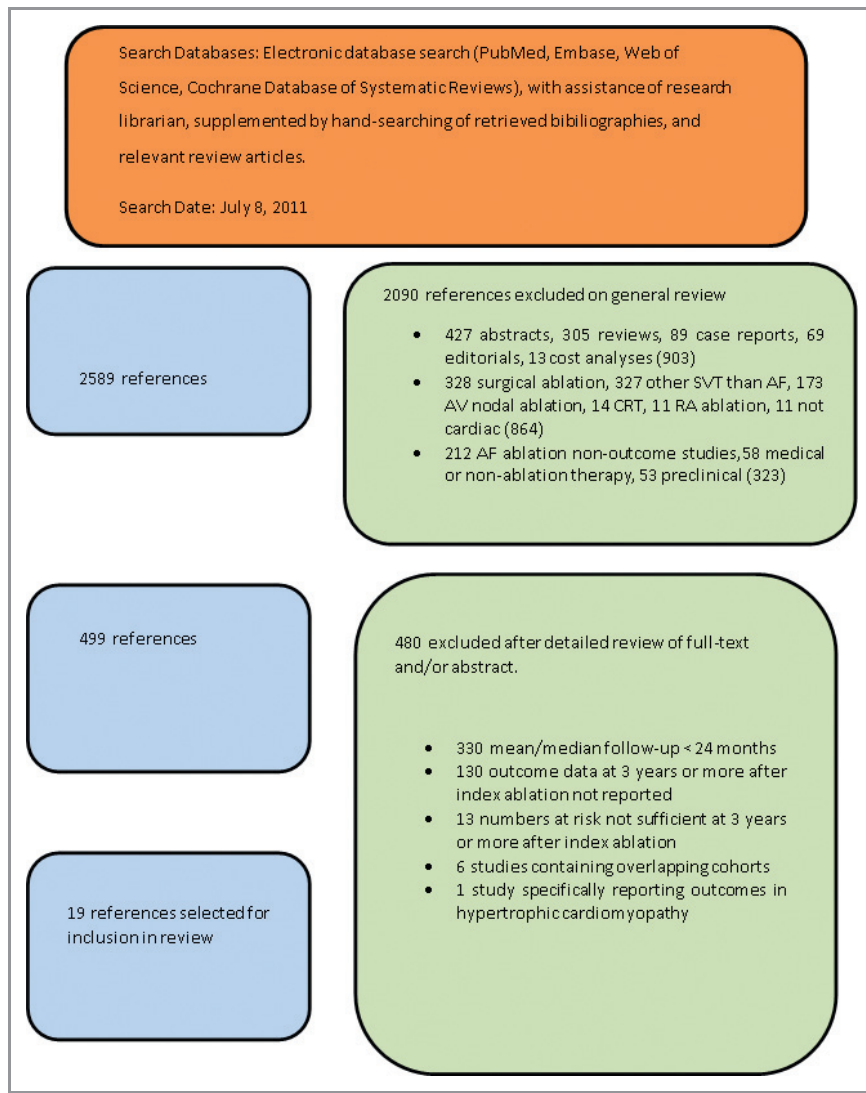 Search Databases: Electronic database search (PubMed, Embase, Web of
Science, Cochrane Database of Systematic Reviews), with assistance of research
librarian, supplemented by hand-searching of retrieved bibiliographies, and
relevant review articles.
Search Date: July 8, 2011
2589 references
2090 references excluded on general review
• 427 abstracts, 305 reviews, 89 case reports, 69
editorials, 13 cost analyses (903)
• 328 surgical ablation, 327 other SVT than AF, 173
AV nodal ablation, 14 CRT, 11 RA ablation, 11 not
cardiac (864)
• 212 AF ablation non-outcome studies, 58 medical
or non-ablation therapy, 53 preclinical (323)
499 references
480 excluded after detailed review of full-text
and/or abstract.
• 330 mean/median follow-up < 24 months
• 130 outcome data at 3 years or more after
index ablation not reported
• 13 numbers at risk not sufficient at 3 years
or more after index ablation
• 6 studies containing overlapping cohorts
• 1 study specifically reporting outcomes in
hypertrophic cardiomyopathy
19 references selected for
inclusion in review